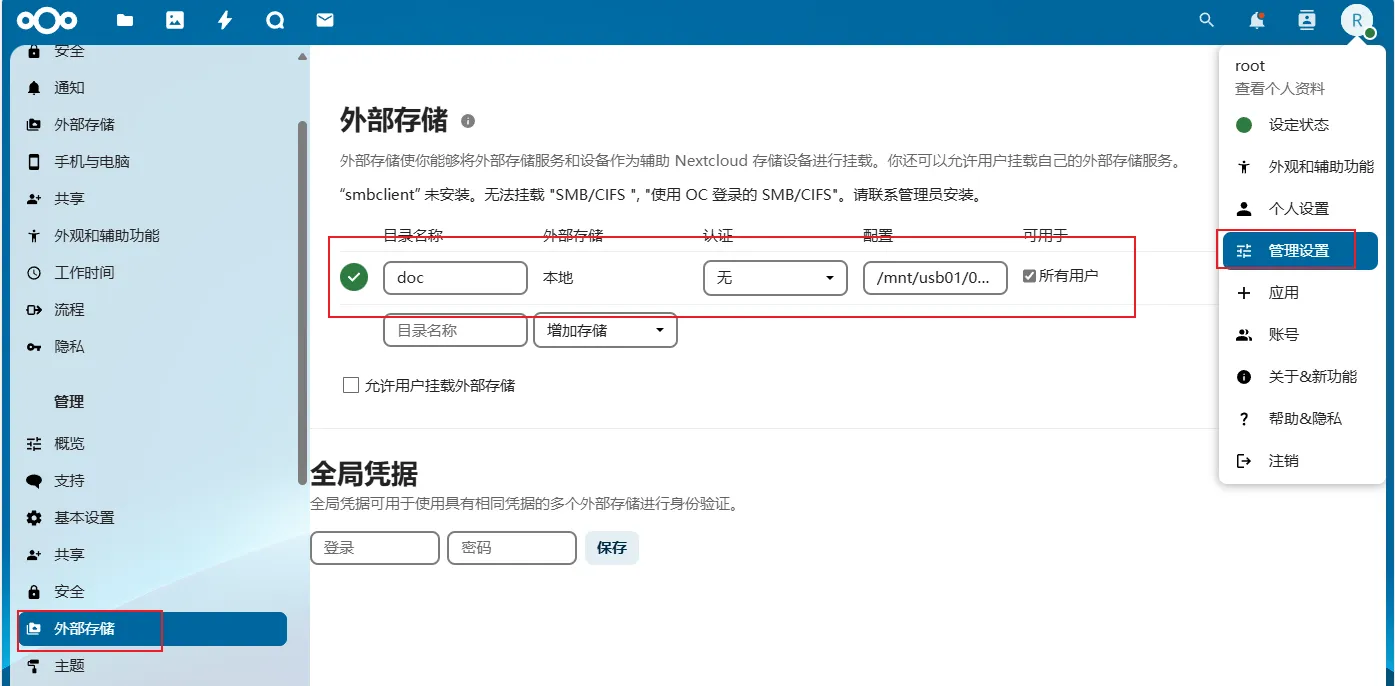 R
安全
通知
外部存储
手机与电脑
共享
外观和辅助功能
工作时间
流程
隐私
管理
概览
支持
基本设置
共享
安全
外部存储
主题
外部存储
外部存储使你能够将外部存储服务和设备作为辅助 Nextcloud 存储设备进行挂载。你还可以允许用户挂载自己的外部存储服务。
“smbclient” 未安装。无法挂载 "SMB/CIFS ", "使用 OC 登录的 SMB/CIFS"。请联系管理员安装。
目录名称 外部存储 认证 配置 可用于
doc 本地 无 /mnt/usb01/0... 所有用户
目录名称 增加存储
允许用户挂载外部存储
全局凭据
全局凭据可用于使用具有相同凭据的多个外部存储进行身份验证。
登录 密码 保存
root
查看个人资料
设定状态
外观和辅助功能
个人设置
管理设置
应用
账号
关于&新功能
帮助&隐私
注销